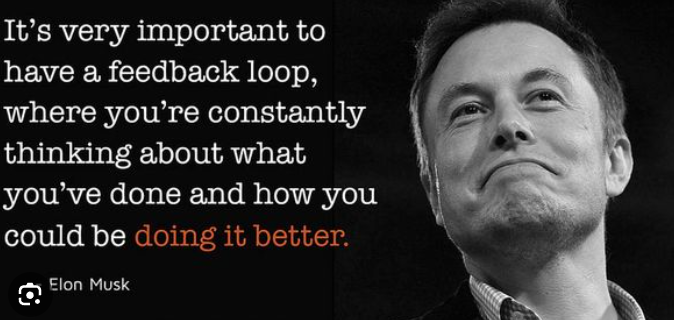 It’s very important to
have a feedback loop,
where you’re constantly
thinking about what
you’ve done and how you
could be doing it better.
Elon Musk